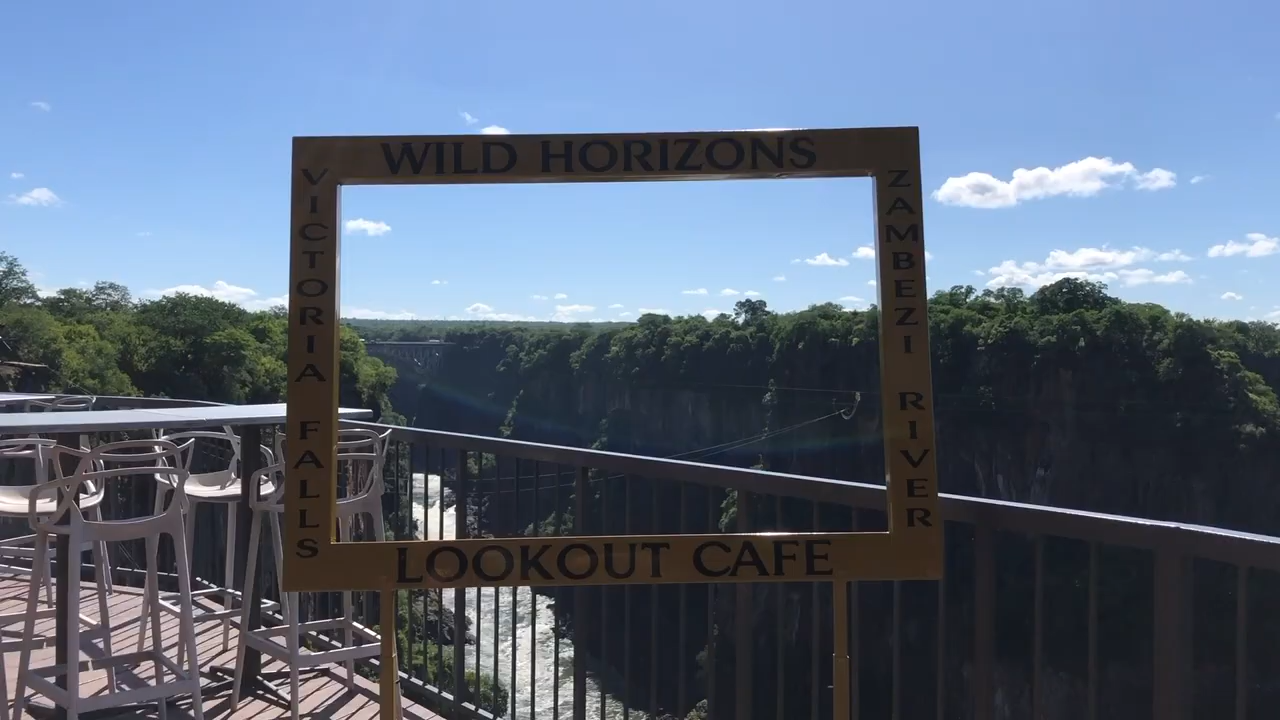 WILD HORIZONS
VICTORIA FALLS
ZAMBEZI RIVER
LOOKOUT CAFE